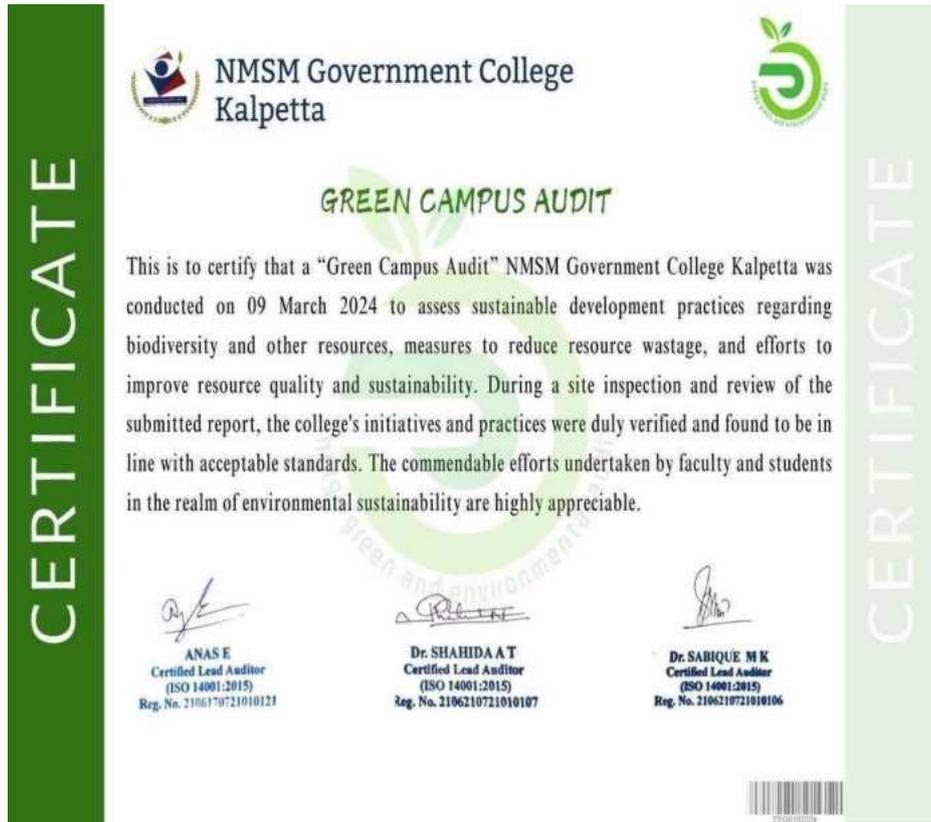 CERTIFICATE
NMSM Government College
Kalpetta
GREEN CAMPUS AUDIT
This is to certify that a “Green Campus Audit” NMSM Government College Kalpetta was
conducted on 09 March 2024 to assess sustainable development practices regarding
biodiversity and other resources, measures to reduce resource wastage, and efforts to
improve resource quality and sustainability. During a site inspection and review of the
submitted report, the college's initiatives and practices were duly verified and found to be in
line with acceptable standards. The commendable efforts undertaken by faculty and students
in the realm of environmental sustainability are highly appreciable.
green and environmental
ANAS E
Certified Lead Auditor
(ISO 14001:2015)
Reg. No. 2106170721010121
Dr. SHAHIDA A T
Certified Lead Auditor
(ISO 14001:2015)
Reg. No. 2106210721010107
Dr. SABIQUE M K
Certified Lead Auditor
(ISO 14001:2015)
Reg. No. 2106210721010106
CERTIFICATE